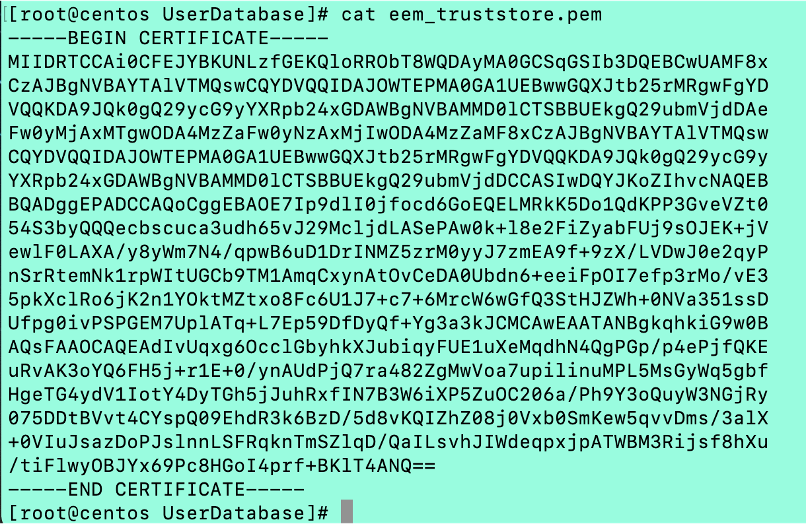 [root@centos UserDatabase]# cat eem_truststore.pem
-----BEGIN CERTIFICATE-----
MIIDRTCCAi0CFEJYBKUNLzfGEKQloRRObT8WQDAyMA0GCSqGSIb3DQEBCwUAMF8x
CzAJBgNVBAYTAlVTMQswCQYDVQQIDAJOWTEPMA0GA1UEBwwGQXJtb25rMRgwFgYD
VQQKDA9JQk0gQ29ycG9yYXRpb24xGDAWBgNVBAMMD0lCTSBBUEkgQ29ubmVjdDAe
Fw0yMjAxMTgwODA4MzZaFw0yNzAxMjIwODA4MzZaMF8xCzAJBgNVBAYTAlVTMQsw
CQYDVQQIDAJOWTEPMA0GA1UEBwwGQXJtb25rMRgwFgYDVQQKDA9JQk0gQ29ycG9y
YXRpb24xGDAWBgNVBAMMD0lCTSBBUEkgQ29ubmVjdDCCASIwDQYJKoZIhvcNAQEB
BQADggEPADCCAQoCggEBAOE7Ip9dlI0jfocd6GoEQELMRkK5Do1QdKPP3GveVZt0
54S3byQQQecbscuca3udh65vJ29McljdLASePAw0k+l8e2FiZyabFUj9sOJEK+jV
ewlF0LAXA/y8yWm7N4/qpwB6uD1DrINMZ5zrM0yyJ7zmEA9f+9zX/LVDwJ0e2qyP
nSrRtemNk1rpWItUGCb9TM1AmqCxynAtOvCeDA0Ubdn6+eeiFpOI7efp3rMo/vE3
5pkXclRo6jK2n1YOktMZtxo8Fc6U1J7+c7+6MrcW6wGfQ3StHJZWh+0NVa351ssD
Ufpg0ivPSPGEM7UplATq+L7Ep59DfDyQf+Yg3a3kJCMCAwEAATANBgkqhkiG9w0B
AQsFAAOCAQEAdIvUqxg6OcclGbyhkXJubiqyFUE1uXeMqdhN4QgPGp/p4ePjfQKE
uRvAK3oYQ6FH5j+r1E+0/ynAUdPjQ7ra482ZgMwVoa7upilinuMPL5MsGyWq5gbf
HgeTG4ydV1IotY4DyTGh5jJuhRxfIN7B3W6iXP5ZuOC206a/Ph9Y3oQuyW3NGjRy
075DDtBVvt4CYspQ09EhdR3k6BzD/5d8vKQIZhZ08j0Vxb0SmKew5qvvDms/3alX
+0VIuJsazDoPJslnnLSFRqknTmSZlqD/QaILsvhJIWdeqpxjpATWBM3Rijsf8hXu
/tiFlwyOBJYx69Pc8HGoI4prf+BKlT4ANQ==
-----END CERTIFICATE-----
[root@centos UserDatabase]#